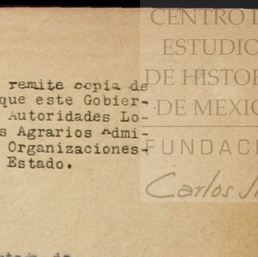 CENTRO D
ESTUDIO
DE HISTOR
DE MEXIC
FUNDACI
Carlos
remite copia de
que este Gobier-
Autoridades Lo-
s Agrarios Admi-
Organizaciones-
Estado.